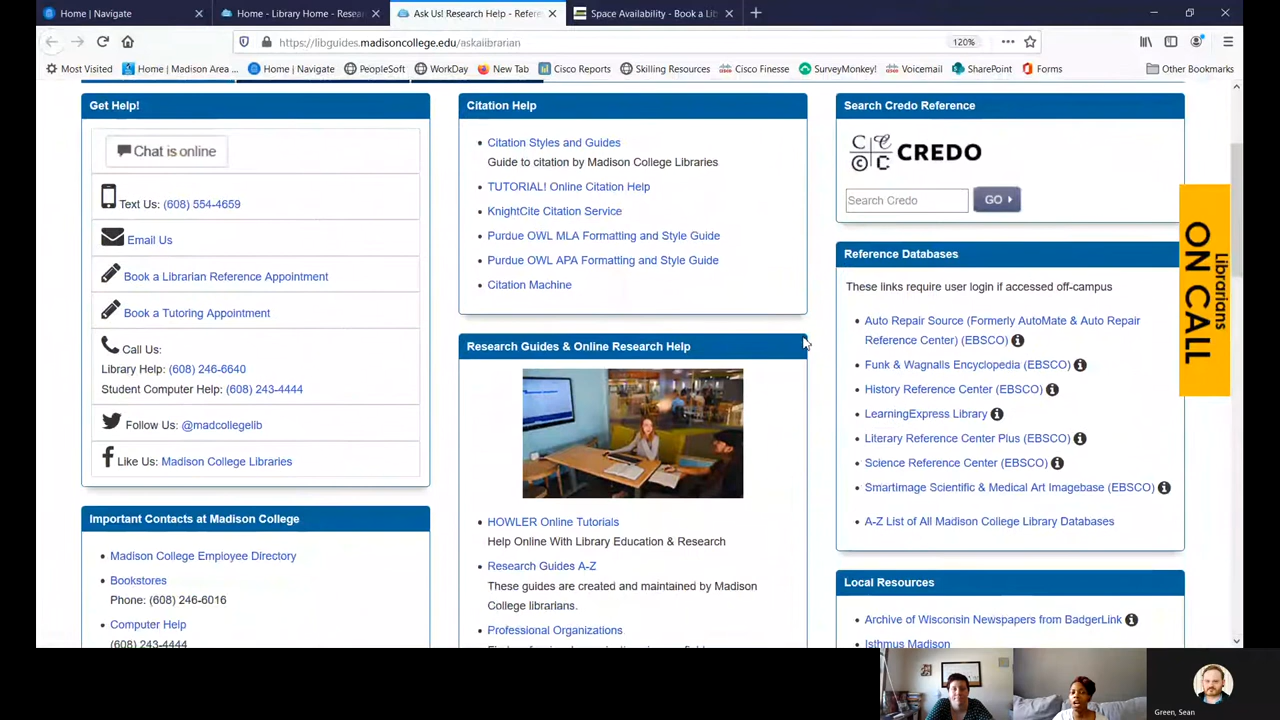 Home | Navigate
Home - Library Home - Resear
Ask Us! Research Help - Refere
Space Availability - Book a Lib
https://libguides.madisoncollege.edu/askalibrarian
120%
Most Visited
Home | Madison Area ...
Home | Navigate
PeopleSoft
WorkDay
New Tab
Cisco Reports
Skilling Resources
Cisco Finesse
SurveyMonkey!
Voicemail
SharePoint
Forms
Other Bookmarks
Get Help!
Chat is online
Text Us: (608) 554-4659
Email Us
Book a Librarian Reference Appointment
Book a Tutoring Appointment
Call Us:
Library Help: (608) 246-6640
Student Computer Help: (608) 243-4444
Follow Us: @madcollegelib
Like Us: Madison College Libraries
Important Contacts at Madison College
Madison College Employee Directory
Bookstores
Phone: (608) 246-6016
Computer Help
(608) 243-4444
Citation Help
Citation Styles and Guides
Guide to citation by Madison College Libraries
TUTORIAL! Online Citation Help
KnightCite Citation Service
Purdue OWL MLA Formatting and Style Guide
Purdue OWL APA Formatting and Style Guide
Citation Machine
Research Guides & Online Research Help
HOWLER Online Tutorials
Help Online With Library Education & Research
Research Guides A-Z
These guides are created and maintained by Madison
College librarians.
Professional Organizations
Search Credo Reference
CREDO
Search Credo
GO
Reference Databases
These links require user login if accessed off-campus
Auto Repair Source (Formerly AutoMate & Auto Repair
Reference Center) (EBSCO)
Funk & Wagnalls Encyclopedia (EBSCO)
History Reference Center (EBSCO)
LearningExpress Library
Literary Reference Center Plus (EBSCO)
Science Reference Center (EBSCO)
Smartimage Scientific & Medical Art Imagebase (EBSCO)
A-Z List of All Madison College Library Databases
Local Resources
Archive of Wisconsin Newspapers from BadgerLink
Isthmus Madison
Librarians
ON CALL
Green, Sean